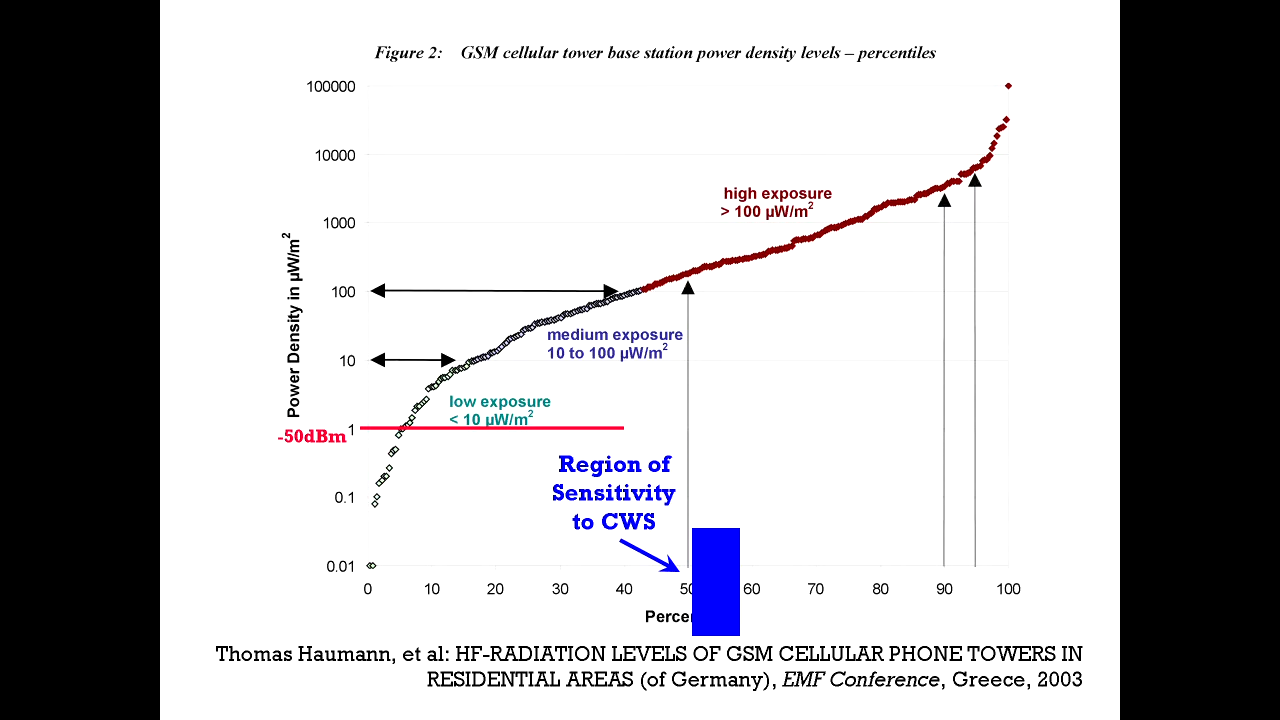 Figure 2: GSM cellular tower base station power density levels – percentiles
100000
10000
1000
100
10
1
0.1
0.01
Power Density in µW/m²
high exposure
> 100 µW/m²
medium exposure
10 to 100 µW/m²
low exposure
< 10 µW/m²
-50dBm
Region of
Sensitivity
to CWS
0 10 20 30 40 60 70 80 90 100
Thomas Haumann, et al: HF-RADIATION LEVELS OF GSM CELLULAR PHONE TOWERS IN
RESIDENTIAL AREAS (of Germany), EMF Conference, Greece, 2003